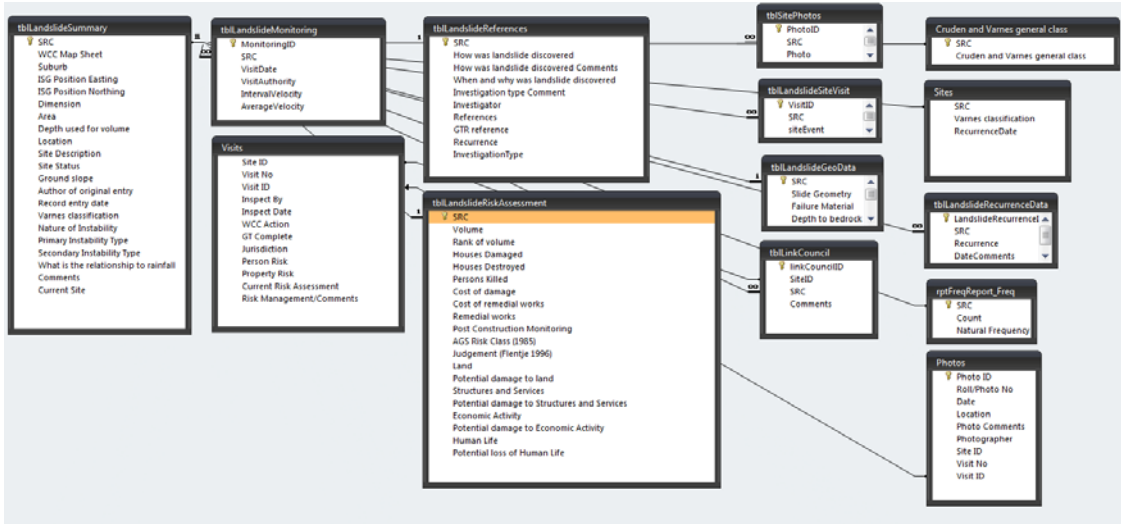 tblLandslideSummary
SRC
WCC Map Sheet
Suburb
ISG Position Easting
ISG Position Northing
Dimension
Area
Depth used for volume
Location
Site Description
Site Status
Ground slope
Author of original entry
Record entry date
Varnes classification
Nature of Instability
Primary Instability Type
Secondary Instability Type
What is the relationship to rainfall
Comments
Current Site
tblLandslideMonitoring
MonitoringID
SRC
VisitDate
VisitAuthority
IntervalVelocity
AverageVelocity
Visits
Site ID
Visit No
Visit ID
Inspect By
Inspect Date
WCC Action
GT Complete
Jurisdiction
Person Risk
Property Risk
Current Risk Assessment
Risk Management/Comments
tblLandslideReferences
SRC
How was landslide discovered
How was landslide discovered Comments
When and why was landslide discovered
Investigation type Comment
Investigator
References
GTR reference
Recurrence
InvestigationType
tblLandslideRiskAssessment
SRC
Volume
Rank of volume
Houses Damaged
Houses Destroyed
Persons Killed
Cost of damage
Cost of remedial works
Remedial works
Post Construction Monitoring
AGS Risk Class (1985)
Judgement (Flentje 1996)
Land
Potential damage to land
Structures and Services
Potential damage to Structures and Services
Economic Activity
Potential damage to Economic Activity
Human Life
Potential loss of Human Life
tblSitePhotos
PhotoID
SRC
Photo
tblLandslideSiteVisit
VisitID
SRC
siteEvent
tblLandslideGeoData
SRC
Slide Geometry
Failure Material
Depth to bedrock
tblLinkCouncil
linkCouncilID
SiteID
SRC
Comments
Cruden and Varnes general class
SRC
Cruden and Varnes general class
Sites
SRC
Varnes classification
RecurrenceDate
tblLandslideRecurrenceData
LandslideRecurrenceI
SRC
Recurrence
DateComments
rptFreqReport_Freq
SRC
Count
Natural Frequency
Photos
Photo ID
Roll/Photo No
Date
Location
Photo Comments
Photographer
Site ID
Visit No
Visit ID